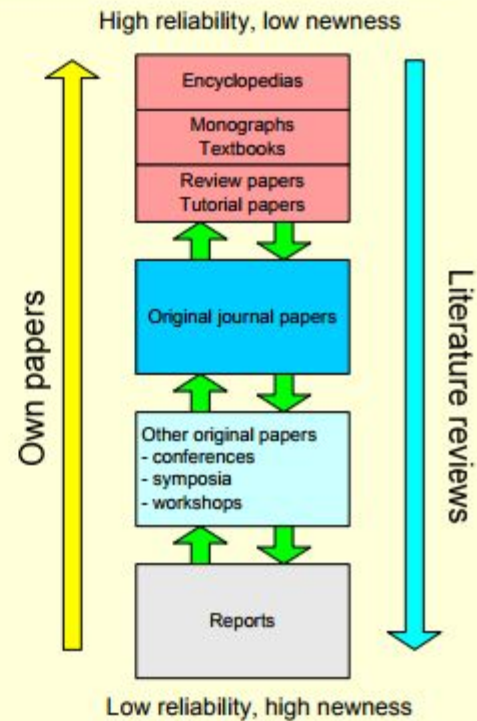 High reliability, low newness
Encyclopedias
Monographs
Textbooks
Review papers
Tutorial papers
Own papers
Original journal papers
Literature reviews
Other original papers
- conferences
- symposia
- workshops
Reports
Low reliability, high newness